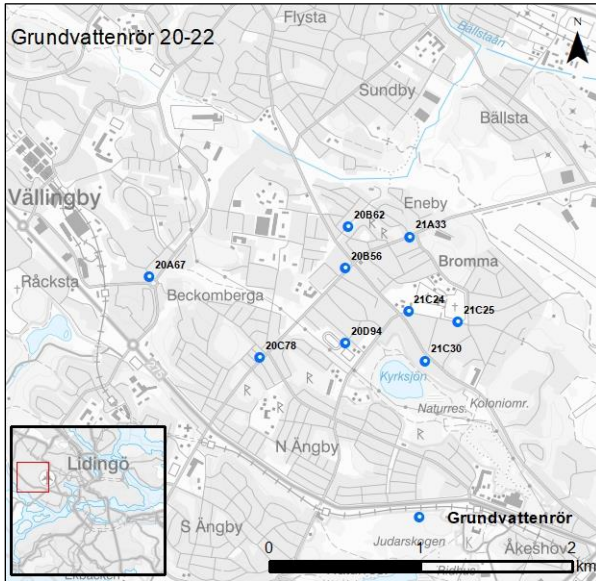 Flysta
Bällstaån
N
Grundvattenrör 20-22
Sundby
Bällsta
Vällingby
Eneby
20B62
21A33
20B56
Bromma
20A67
Råcksta
Beckomberga
21C24
21C25
20D94
20C78
21C30
Kyrksjön
Naturres.
Koloniomr.
N Ängby
Lidingö
Grundvattenrör
S Ängby
Judarskogen
Åkeshov
0 1 2
km
Ridhus